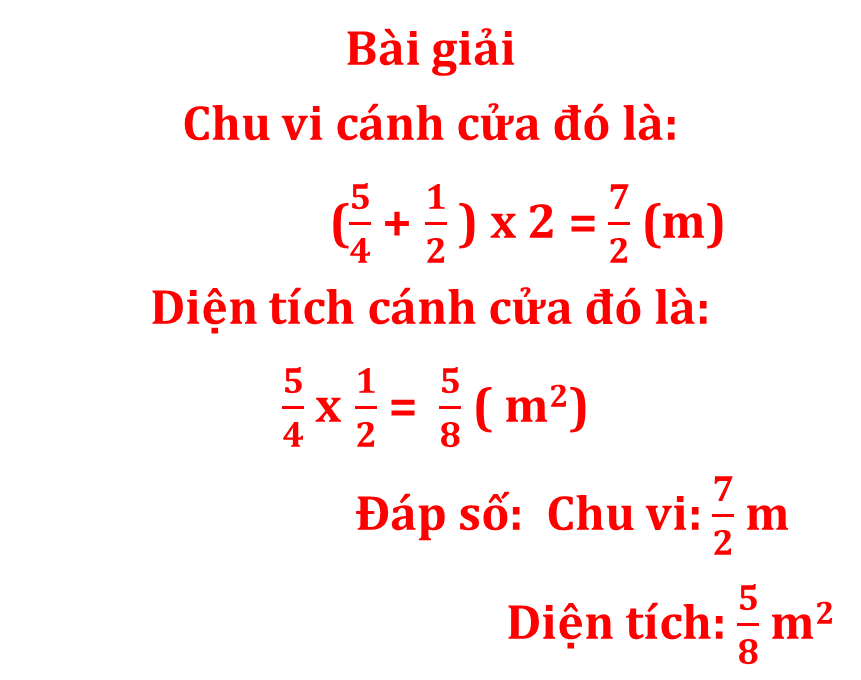 Bài giải
Chu vi cánh cửa đó là:
(5/4 + 1/2 ) x 2 = 7/2 (m)
Diện tích cánh cửa đó là:
5/4 x 1/2 = 5/8 ( m²)
Đáp số: Chu vi: 7/2 m
Diện tích: 5/8 m²